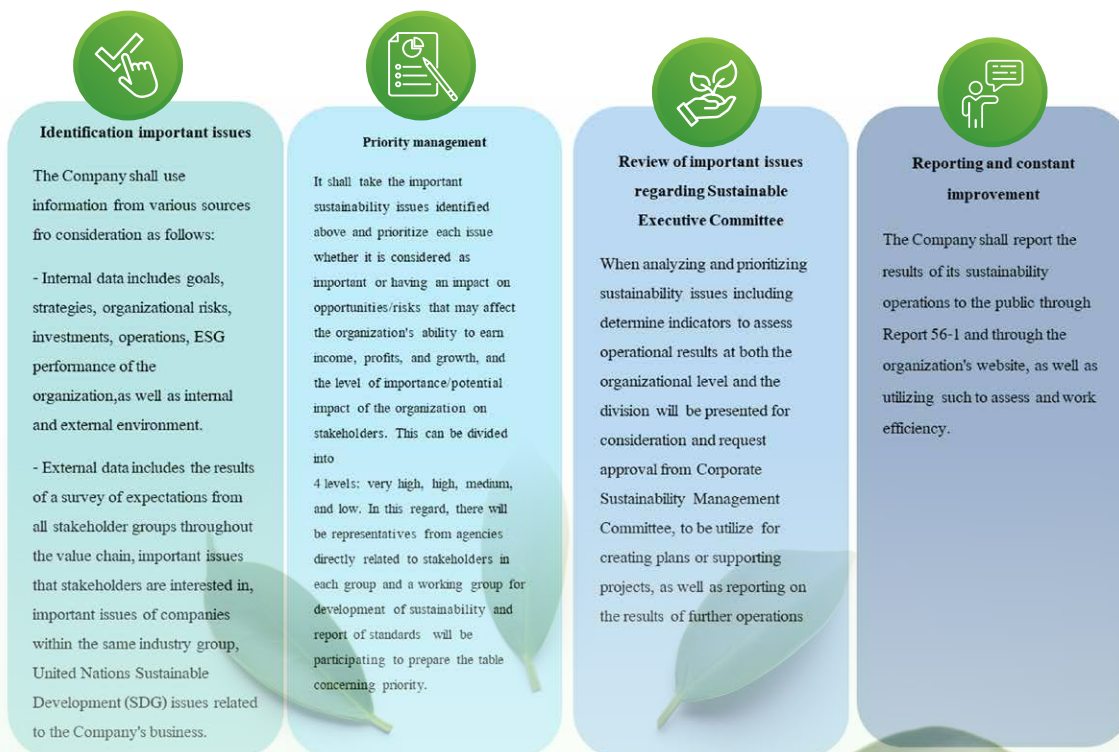 Identification important issues
The Company shall use
information from various sources
fro consideration as follows:
- Internal data includes goals,
strategies, organizational risks,
investments, operations, ESG
performance of the
organization,as well as internal
and external environment.
- External data includes the results
of a survey of expectations from
all stakeholder groups throughout
the value chain, important issues
that stakeholders are interested in,
important issues of companies
within the same industry group,
United Nations Sustainable
Development (SDG) issues related
to the Company's business.
Priority management
It shall take the important
sustainability issues identified
above and prioritize each issue
whether it is considered as
important or having an impact on
opportunities/risks that may affect
the organization's ability to earn
income, profits, and growth, and
the level of importance/potential
impact of the organization on
stakeholders. This can be divided
into
4 levels: very high, high, medium,
and low. In this regard, there will
be representatives from agencies
directly related to stakeholders in
each group and a working group for
development of sustainability and
report of standards will be
participating to prepare the table
concerning priority.
Review of important issues
regarding Sustainable
Executive Committee
When analyzing and prioritizing
sustainability issues including
determine indicators to assess
operational results at both the
organizational level and the
division will be presented for
consideration and request
approval from Corporate
Sustainability Management
Committee, to be utilize for
creating plans or supporting
projects, as well as reporting on
the results of further operations
Reporting and constant
improvement
The Company shall report the
results of its sustainability
operations to the public through
Report 56-1 and through the
organization's website, as well as
utilizing such to assess and work
efficiency.